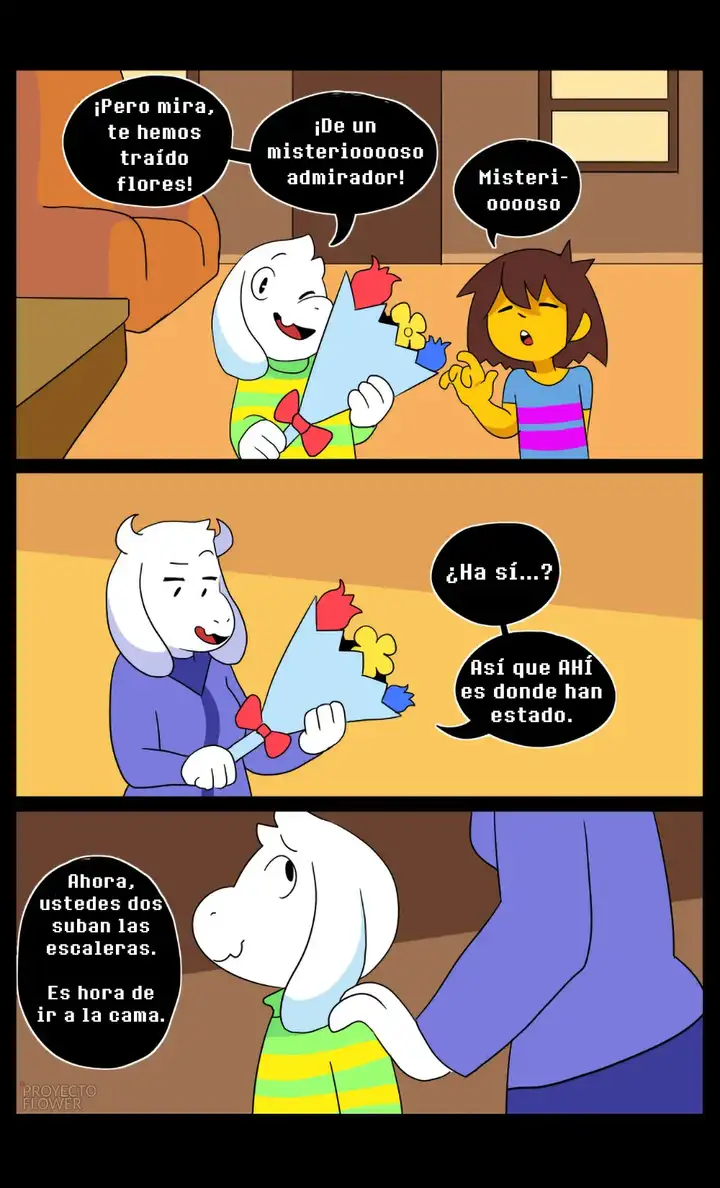 ¡Pero mira,
te hemos
traído
flores!
¡De un
misteriooooso
admirador!
Misteri-
ooooso
¿Ha sí...?
Así que AHÍ
es donde han
estado.
Ahora,
ustedes dos
suban las
escaleras.
Es hora de
ir a la cama.
PROYECTO
FLOWER